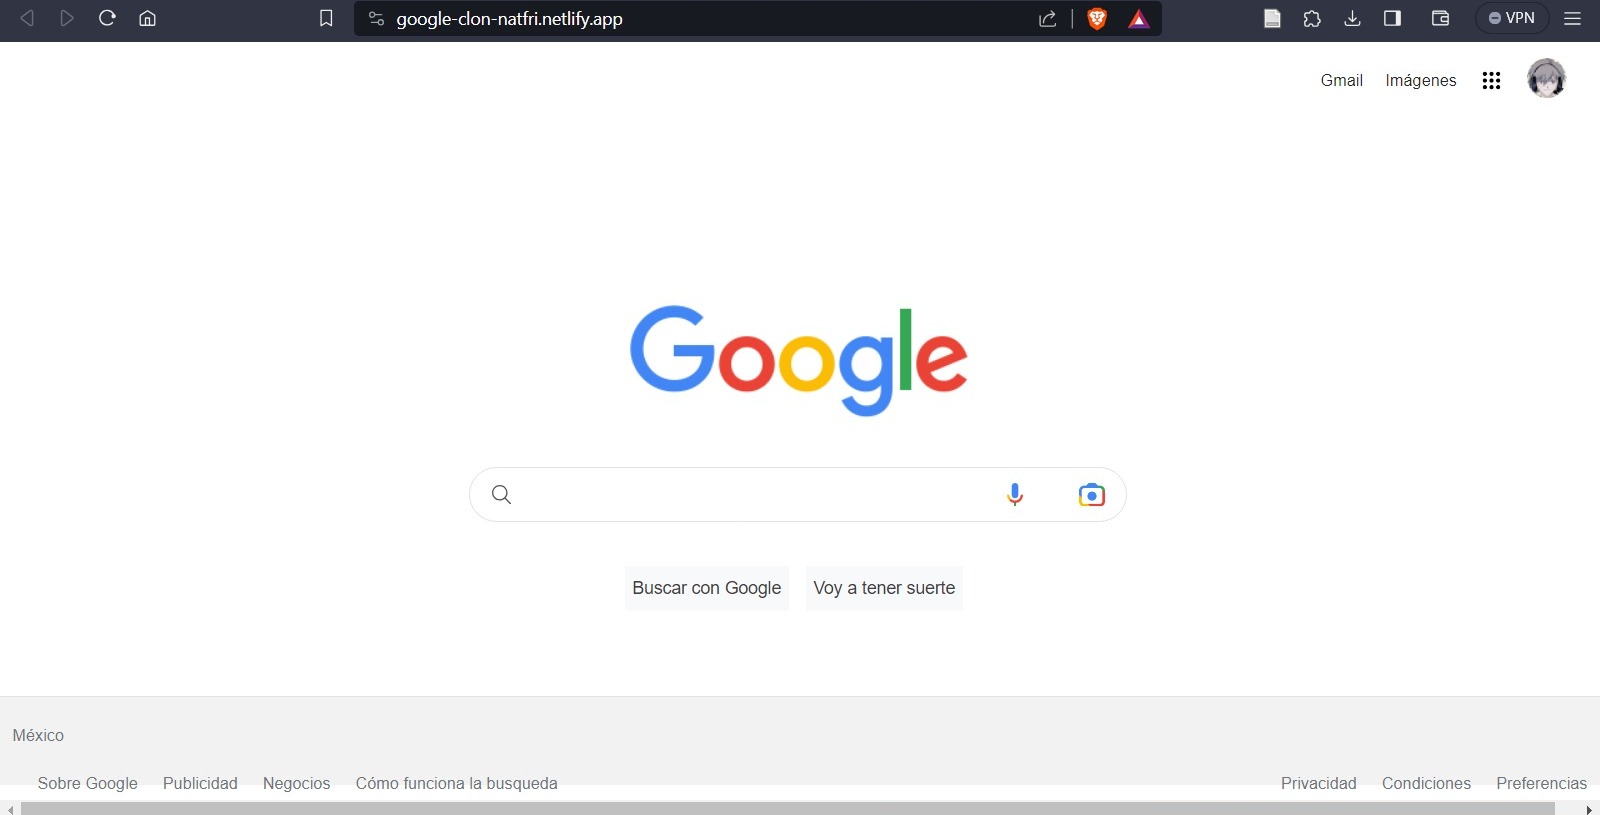 google-clon-natfri.netlify.app
VPN
Gmail Imágenes
Google
Buscar con Google Voy a tener suerte
México
Sobre Google Publicidad Negocios Cómo funciona la busqueda Privacidad Condiciones Preferencias